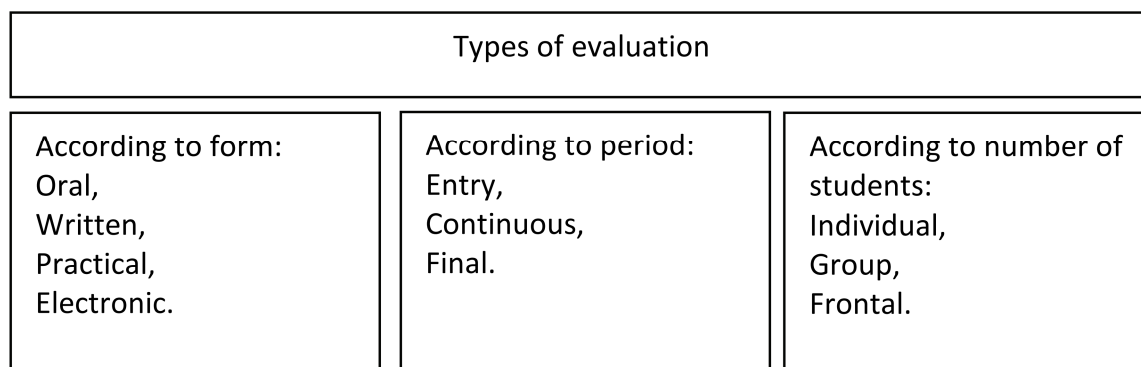 Types of evaluation
According to form:
Oral,
Written,
Practical,
Electronic.
According to period:
Entry,
Continuous,
Final.
According to number of
students:
Individual,
Group,
Frontal.